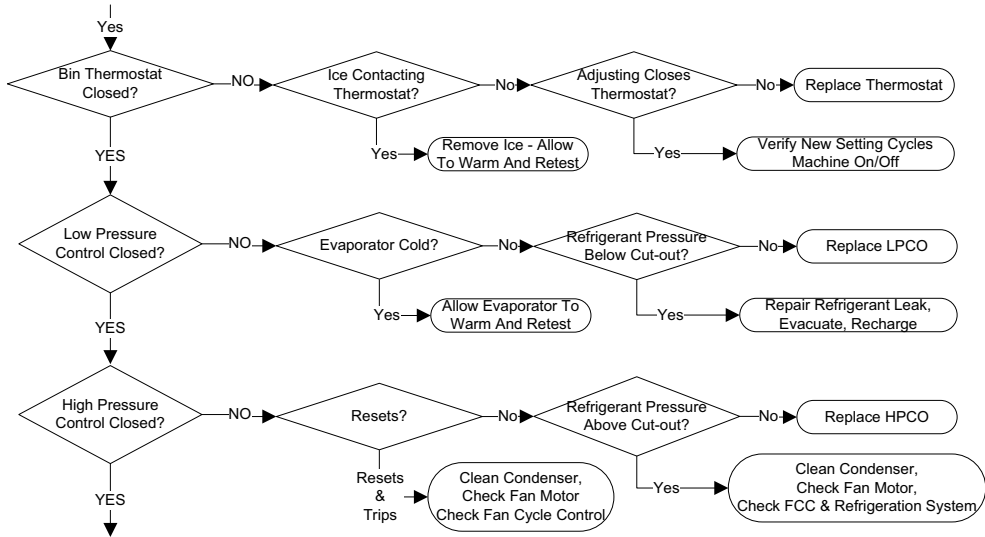 Yes
Bin Thermostat
Closed?
NO
Ice Contacting
Thermostat?
No
Adjusting Closes
Thermostat?
No
Replace Thermostat
YES
Yes
Remove Ice - Allow
To Warm And Retest
Yes
Verify New Setting Cycles
Machine On/Off
Low Pressure
Control Closed?
NO
Evaporator Cold?
No
Refrigerant Pressure
Below Cut-out?
No
Replace LPCO
YES
Yes
Allow Evaporator To
Warm And Retest
Yes
Repair Refrigerant Leak,
Evacuate, Recharge
High Pressure
Control Closed?
NO
Resets?
No
Refrigerant Pressure
Above Cut-out?
No
Replace HPCO
YES
Resets
&
Trips
Clean Condenser,
Check Fan Motor
Check Fan Cycle Control
Yes
Clean Condenser,
Check Fan Motor,
Check FCC & Refrigeration System